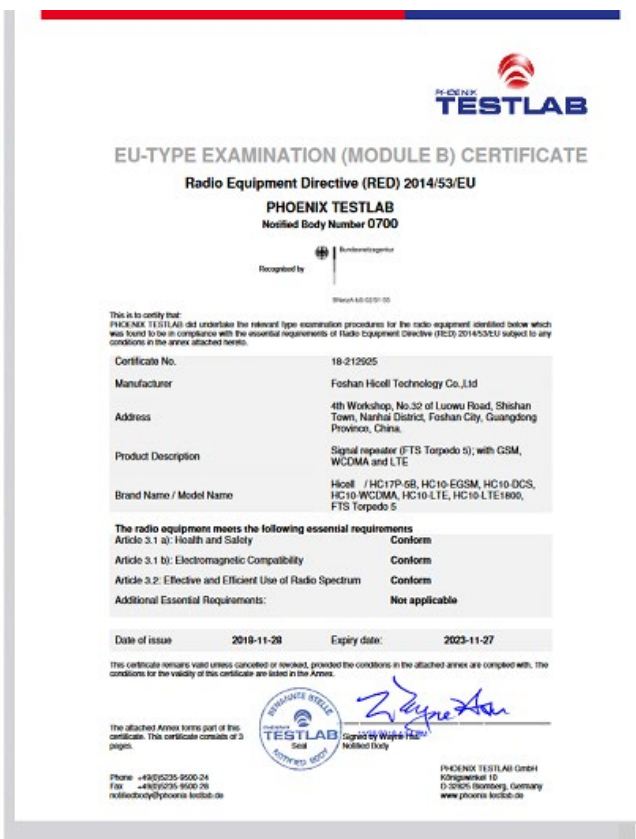 PHOENIX
TESTLAB
EU-TYPE EXAMINATION (MODULE B) CERTIFICATE
Radio Equipment Directive (RED) 2014/53/EU
PHOENIX TESTLAB
Notified Body Number 0700
Recognised by
Bundesnetzagentur
This is to certify that:
PHOENIX TESTLAB did undertake the relevant type examination procedures for the radio equipment identified below which
was found to be in compliance with the essential requirements of Radio Equipment Directive (RED) 2014/53/EU subject to any
conditions in the annex attached hereto.
Certificate No. 18-212925
Manufacturer Foshan Hicell Technology Co.,Ltd
Address 4th Workshop, No.32 of Luowu Road, Shishan
Town, Nanhai District, Foshan City, Guangdong
Province, China.
Product Description Signal repeater (FTS Torpedo 5); with GSM,
WCDMA and LTE
Brand Name / Model Name Hicell / HC17P-5B, HC10-EGSM, HC10-DCS,
HC10-WCDMA, HC10-LTE, HC10-LTE1800,
FTS Torpedo 5
The radio equipment meets the following essential requirements
Article 3.1 a): Health and Safety Conform
Article 3.1 b): Electromagnetic Compatibility Conform
Article 3.2: Effective and Efficient Use of Radio Spectrum Conform
Additional Essential Requirements: Not applicable
Date of issue 2018-11-28 Expiry date: 2023-11-27
This certificate remains valid unless cancelled or revoked, provided the conditions in the attached annex are complied with. The
conditions for the validity of this certificate are listed in the Annex.
The attached Annex forms part of this
certificate. This certificate consists of 3
pages.
BENANNTE STELLE
PHOENIX
TESTLAB
Seal
NOTIFIED BODY
Signed by Wayne Hsu
Notified Body
Phone +49(0)5235-9500-24
Fax +49(0)5235-9500-28
notifiedbody@phoenix-testlab.de
PHOENIX TESTLAB GmbH
Königswinkel 10
D-32825 Blomberg, Germany
www.phoenix-testlab.de